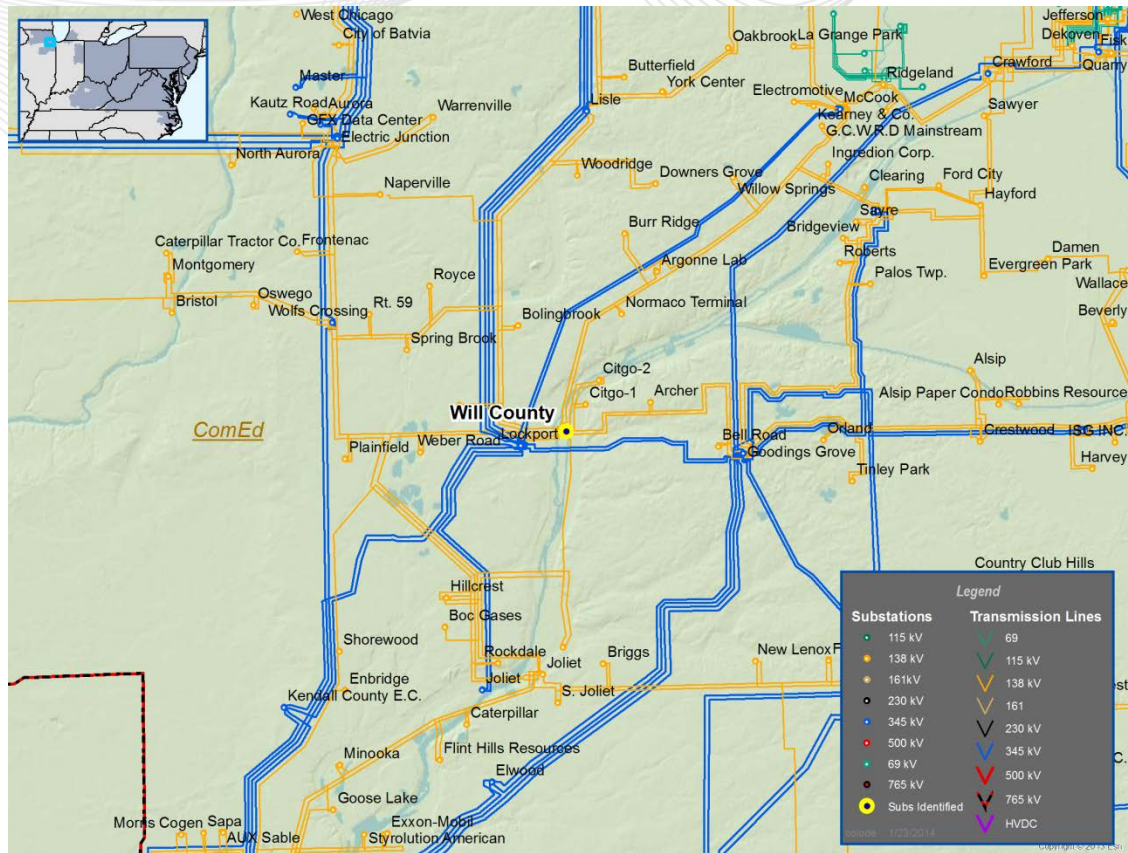 West Chicago
City of Batvia
Master
Kautz Road
Aurora
CFX Data Center
Electric Junction
North Aurora
Warrenville
Naperville
Lisle
Butterfield
York Center
Oakbrook
La Grange Park
Jefferson
Dekoven
Fisk
Quarry
Crawford
Ridgeland
Electromotive
McCook
Sawyer
Kearney & Co.
G.C.W.R.D Mainstream
Ingredion Corp.
Woodridge
Downers Grove
Willow Springs
Clearing
Ford City
Hayford
Sayre
Bridgeview
Burr Ridge
Roberts
Damen
Evergreen Park
Argonne Lab
Palos Twp.
Wallace
Caterpillar Tractor Co.
Frontenac
Montgomery
Bristol
Oswego
Wolfs Crossing
Rt. 59
Royce
Normaco Terminal
Bolingbrook
Spring Brook
Beverly
Citgo-2
Citgo-1
Archer
Alsip
Alsip Paper Condo
Robbins Resource
Will County
Lockport
ComEd
Plainfield
Weber Road
Bell Road
Goodings Grove
Orland
Tinley Park
Crestwood
ISG INC.
Harvey
Country Club Hills
Hillcrest
Boc Gases
Shorewood
Rockdale
Joliet
Joliet
Briggs
New Lenox
Enbridge
Kendall County E.C.
S. Joliet
Caterpillar
Minooka
Flint Hills Resources
Elwood
Goose Lake
Morris Cogen
Sapa
AUX Sable
Exxon-Mobil
Styrolution American
Legend
Substations
115 kV
138 kV
161kV
230 kV
345 kV
500 kV
69 kV
765 kV
Subs Identified
Transmission Lines
69
115 kV
138 kV
161
230 kV
345 kV
500 kV
765 kV
HVDC
1/23/2014
Copyright © 2013 Esri